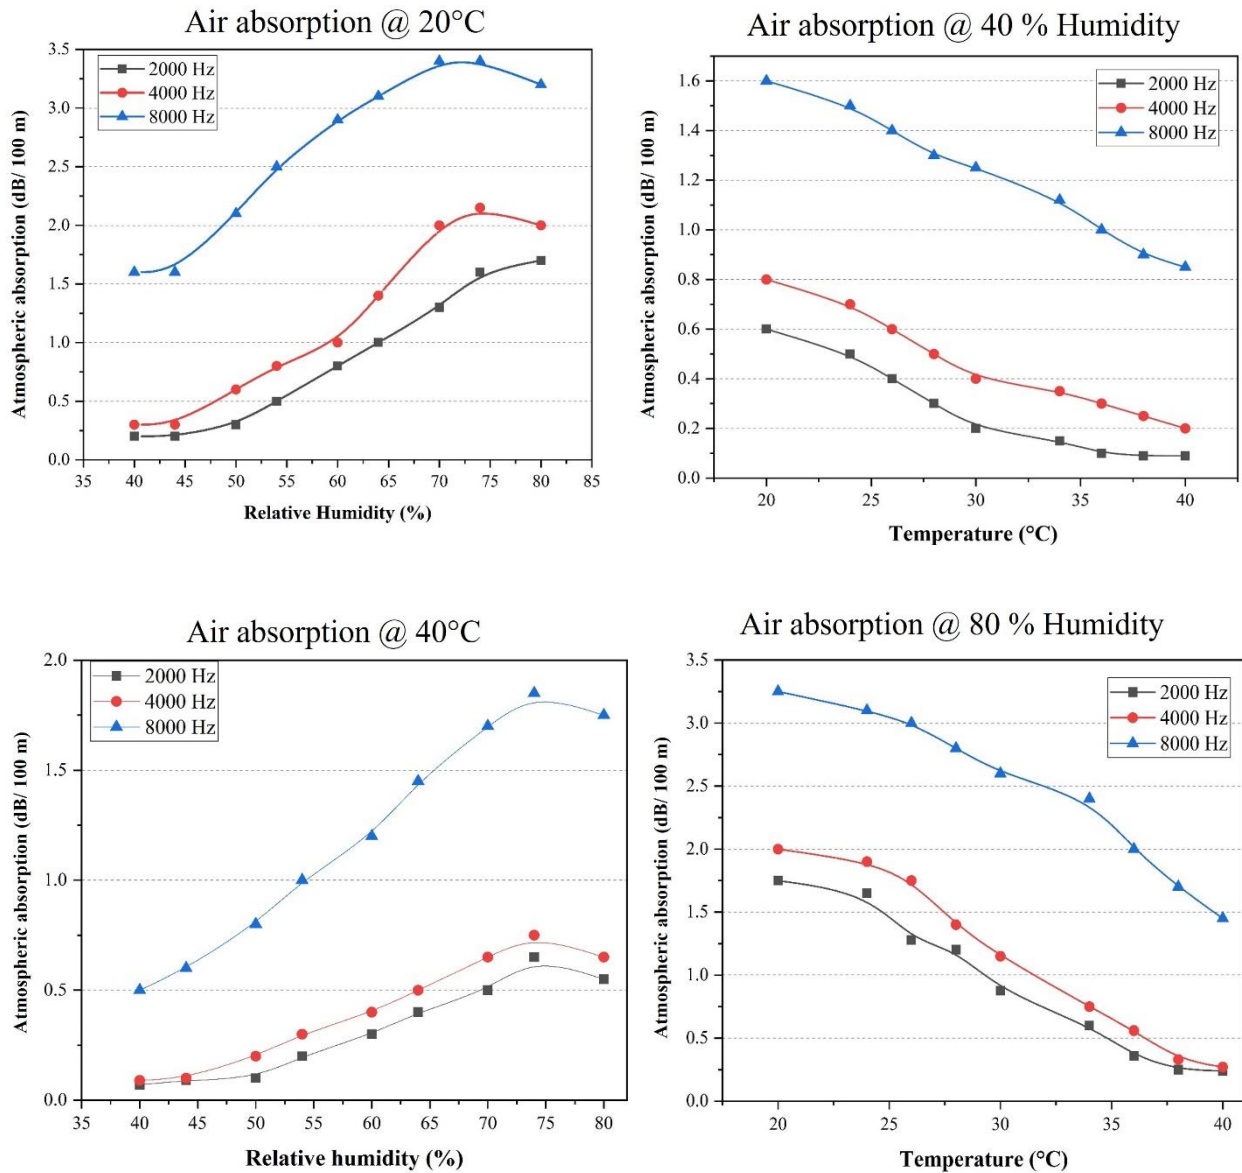 Air absorption @ 20°C
Atmospheric absorption (dB/ 100 m)
3.5
3.0
2.5
2.0
1.5
1.0
0.5
0.0
2000 Hz
4000 Hz
8000 Hz
35 40 45 50 55 60 65 70 75 80 85
Relative Humidity (%)
Air absorption @ 40 % Humidity
Atmospheric absorption (dB/ 100 m)
1.6
1.4
1.2
1.0
0.8
0.6
0.4
0.2
0.0
2000 Hz
4000 Hz
8000 Hz
20 25 30 35 40
Temperature (°C)
Air absorption @ 40°C
Atmospheric absorption (dB/ 100 m)
2.0
1.5
1.0
0.5
0.0
2000 Hz
4000 Hz
8000 Hz
35 40 45 50 55 60 65 70 75 80
Relative humidity (%)
Air absorption @ 80 % Humidity
Atmospheric absorption (dB/ 100 m)
3.5
3.0
2.5
2.0
1.5
1.0
0.5
0.0
2000 Hz
4000 Hz
8000 Hz
20 25 30 35 40
Temperature (°C)